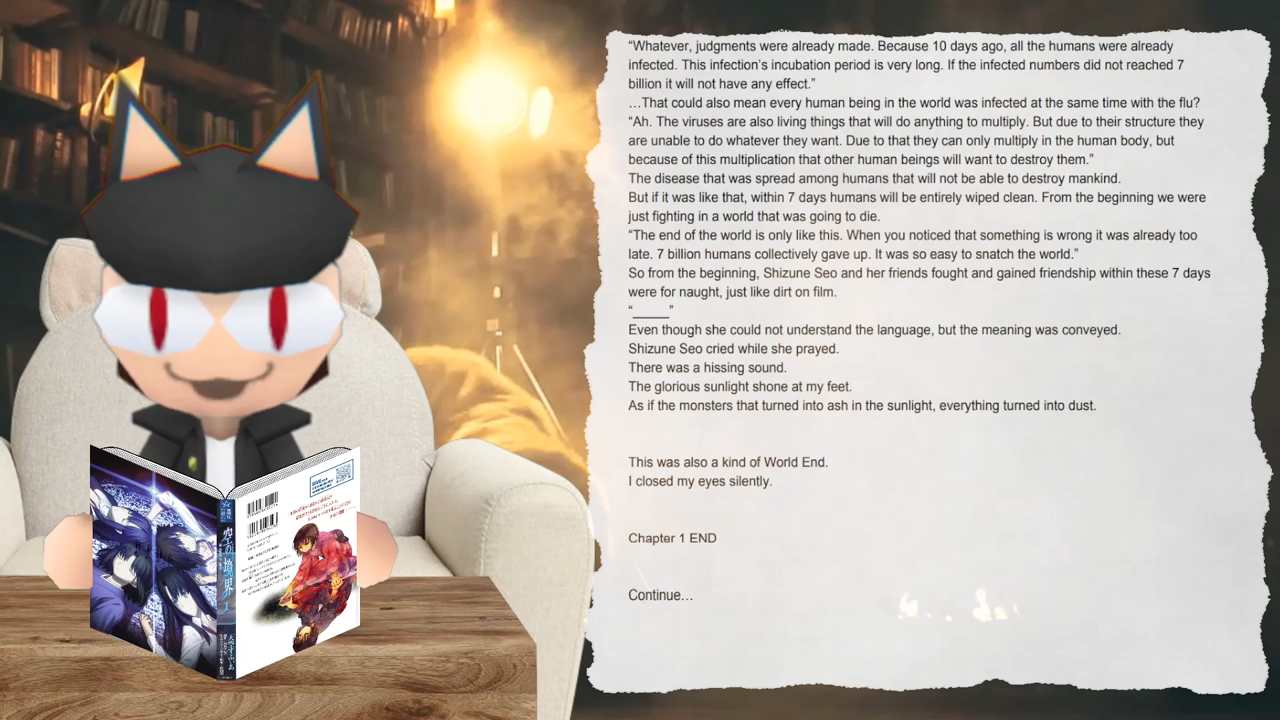 “Whatever, judgments were already made. Because 10 days ago, all the humans were already
infected. This infection’s incubation period is very long. If the infected numbers did not reached 7
billion it will not have any effect.”
…That could also mean every human being in the world was infected at the same time with the flu?
“Ah. The viruses are also living things that will do anything to multiply. But due to their structure they
are unable to do whatever they want. Due to that they can only multiply in the human body, but
because of this multiplication that other human beings will want to destroy them.”
The disease that was spread among humans that will not be able to destroy mankind.
But if it was like that, within 7 days humans will be entirely wiped clean. From the beginning we were
just fighting in a world that was going to die.
“The end of the world is only like this. When you noticed that something is wrong it was already too
late. 7 billion humans collectively gave up. It was so easy to snatch the world.”
So from the beginning, Shizune Seo and her friends fought and gained friendship within these 7 days
were for naught, just like dirt on film.
“_____”
Even though she could not understand the language, but the meaning was conveyed.
Shizune Seo cried while she prayed.
There was a hissing sound.
The glorious sunlight shone at my feet.
As if the monsters that turned into ash in the sunlight, everything turned into dust.
This was also a kind of World End.
I closed my eyes silently.
Chapter 1 END
Continue…
空の境界
1